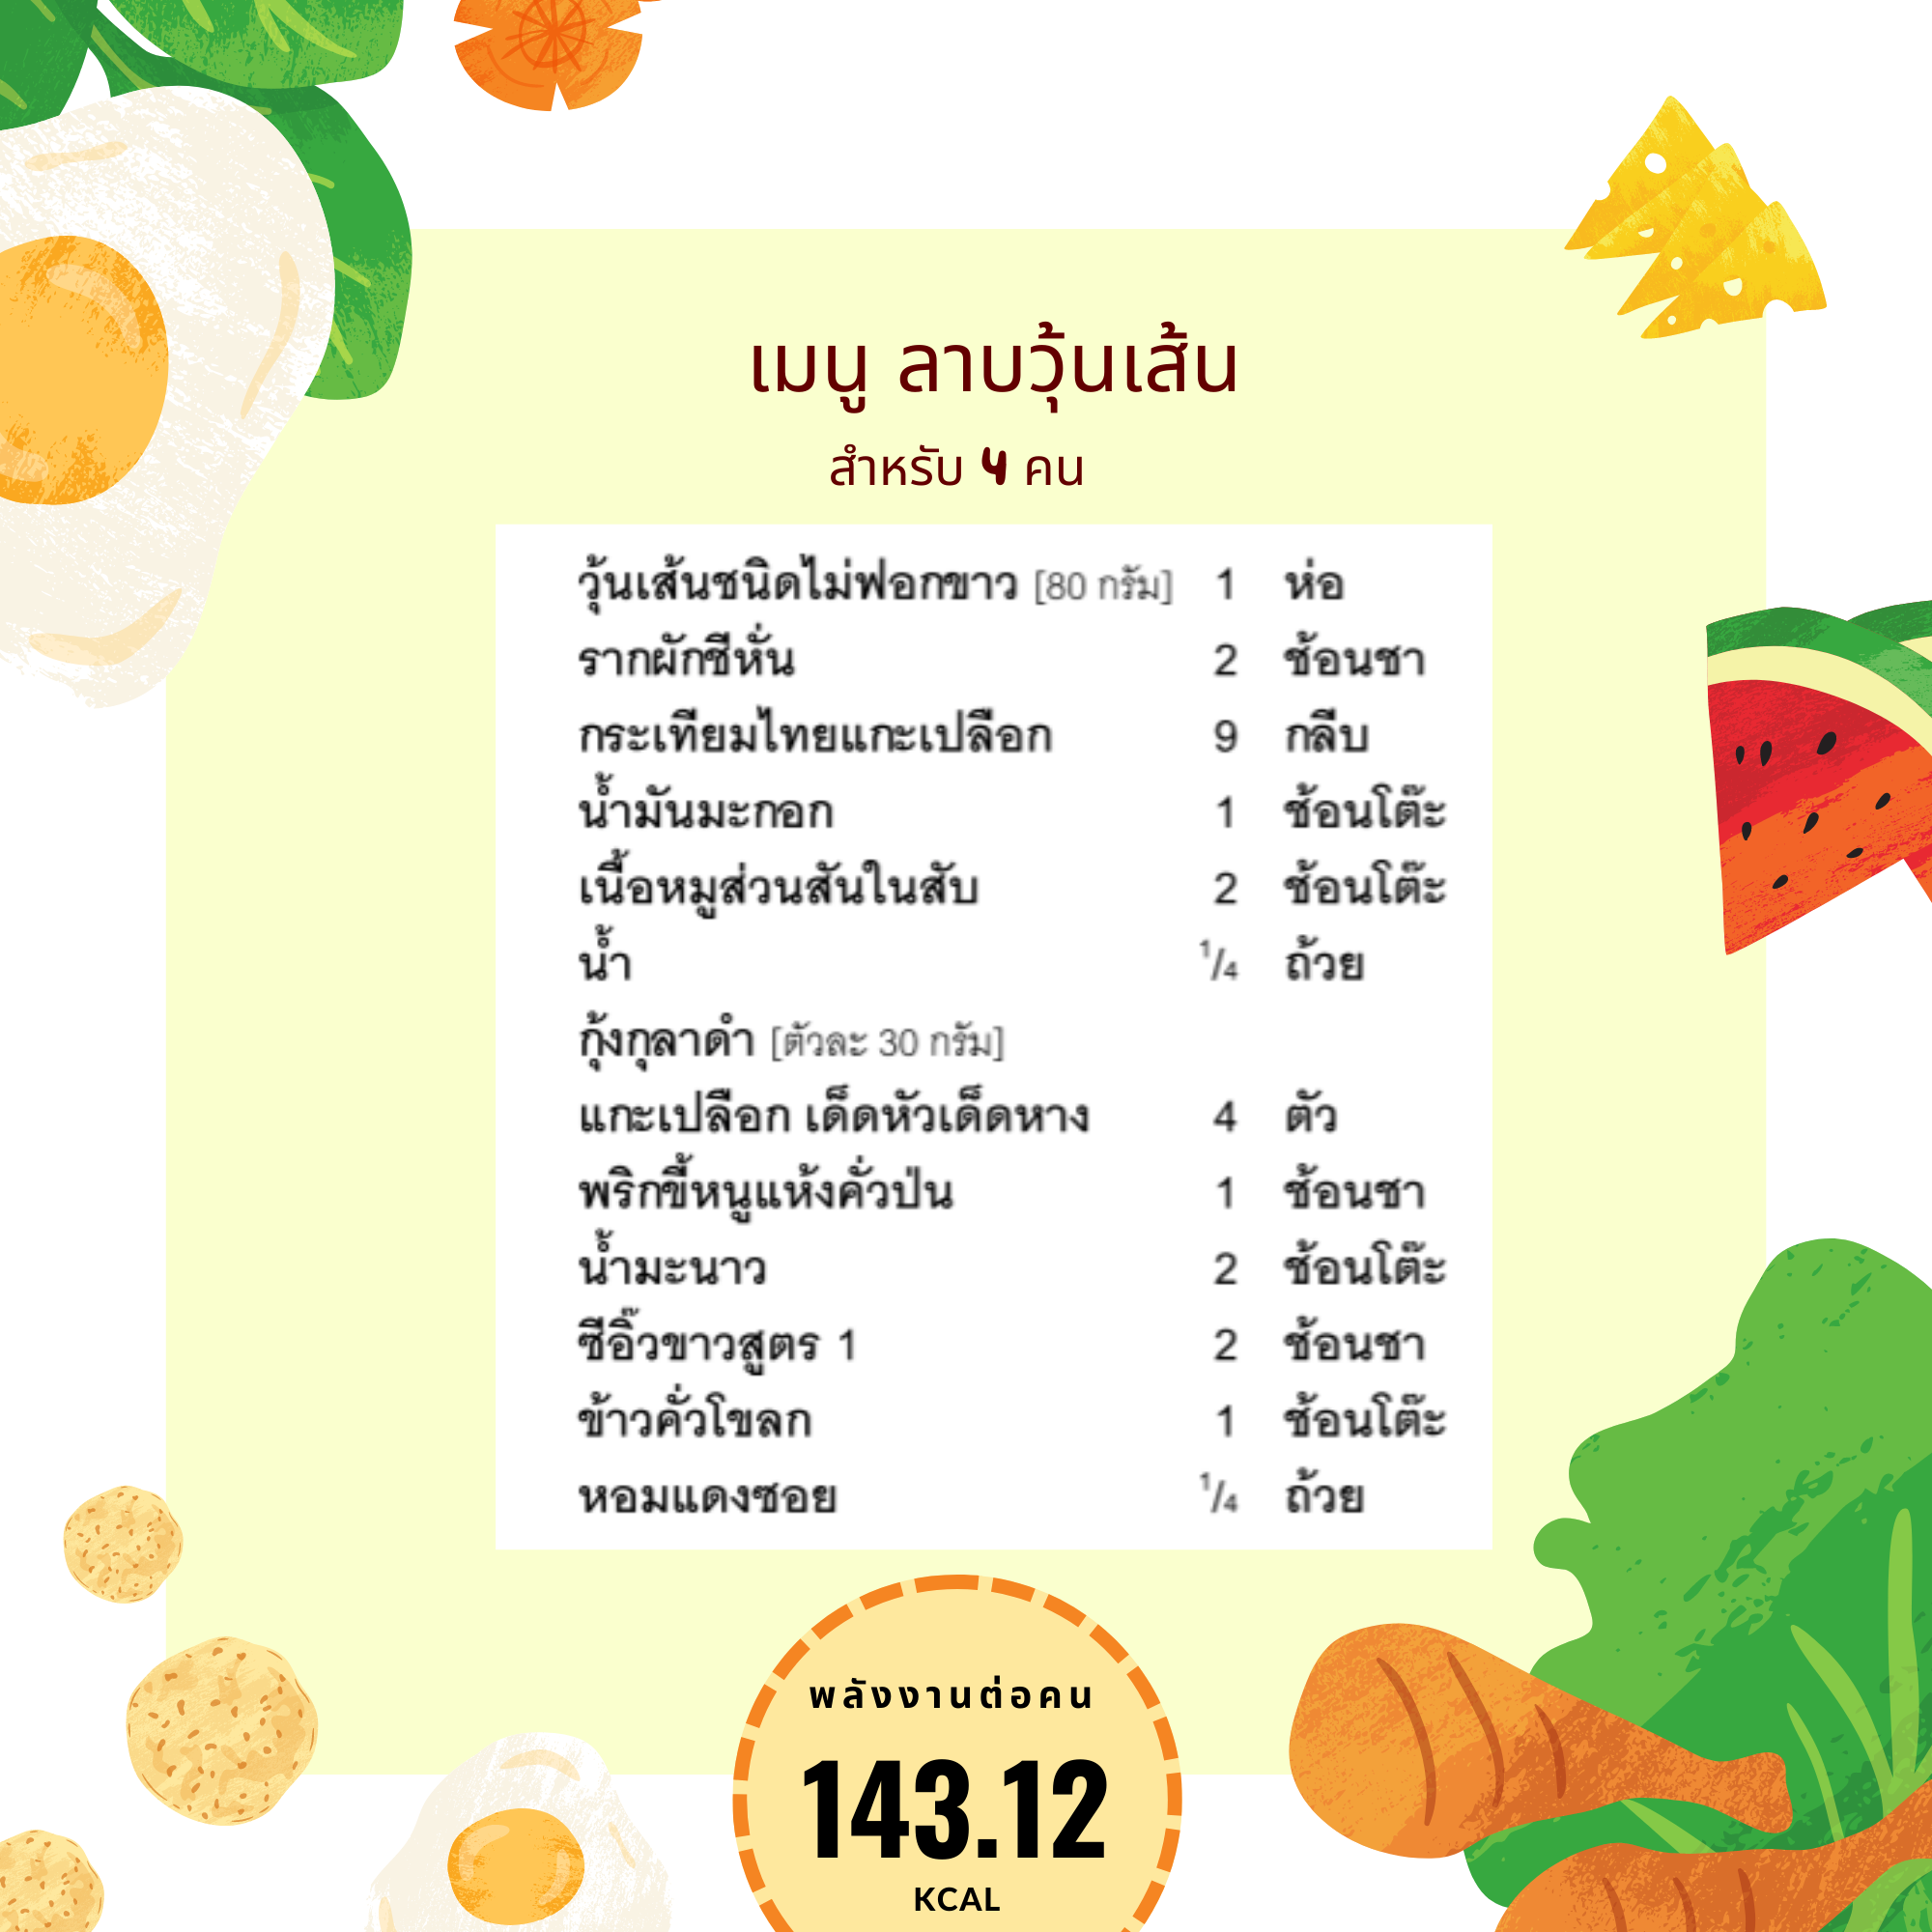 เมนู ลาบวุ้นเส้น
สำหรับ 4 คน
วุ้นเส้นชนิดไม่ฟอกขาว [80 กรัม] 1 ห่อ
รากผักชีหั่น 2 ช้อนชา
กระเทียมไทยแกะเปลือก 9 กลีบ
น้ำมันมะกอก 1 ช้อนโต๊ะ
เนื้อหมูส่วนสันในสับ 2 ช้อนโต๊ะ
น้ำ 1/4 ถ้วย
กุ้งกุลาดำ [ตัวละ 30 กรัม]
แกะเปลือก เด็ดหัวเด็ดหาง 4 ตัว
พริกขี้หนูแห้งคั่วป่น 1 ช้อนชา
น้ำมะนาว 2 ช้อนโต๊ะ
ซีอิ๊วขาวสูตร 1 2 ช้อนชา
ข้าวคั่วโขลก 1 ช้อนโต๊ะ
หอมแดงซอย 1/4 ถ้วย
พลังงานต่อคน
143.12
KCAL